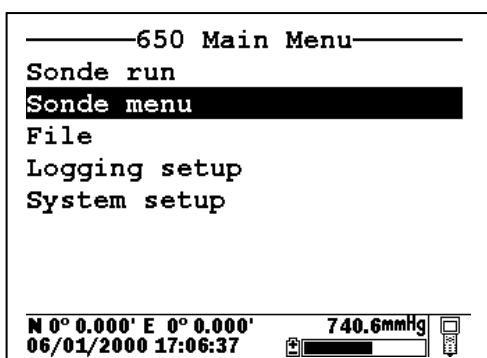 650 Main Menu
Sonde run
Sonde menu
File
Logging setup
System setup
N 0° 0.000' E 0° 0.000' 740.6mmHg
06/01/2000 17:06:37